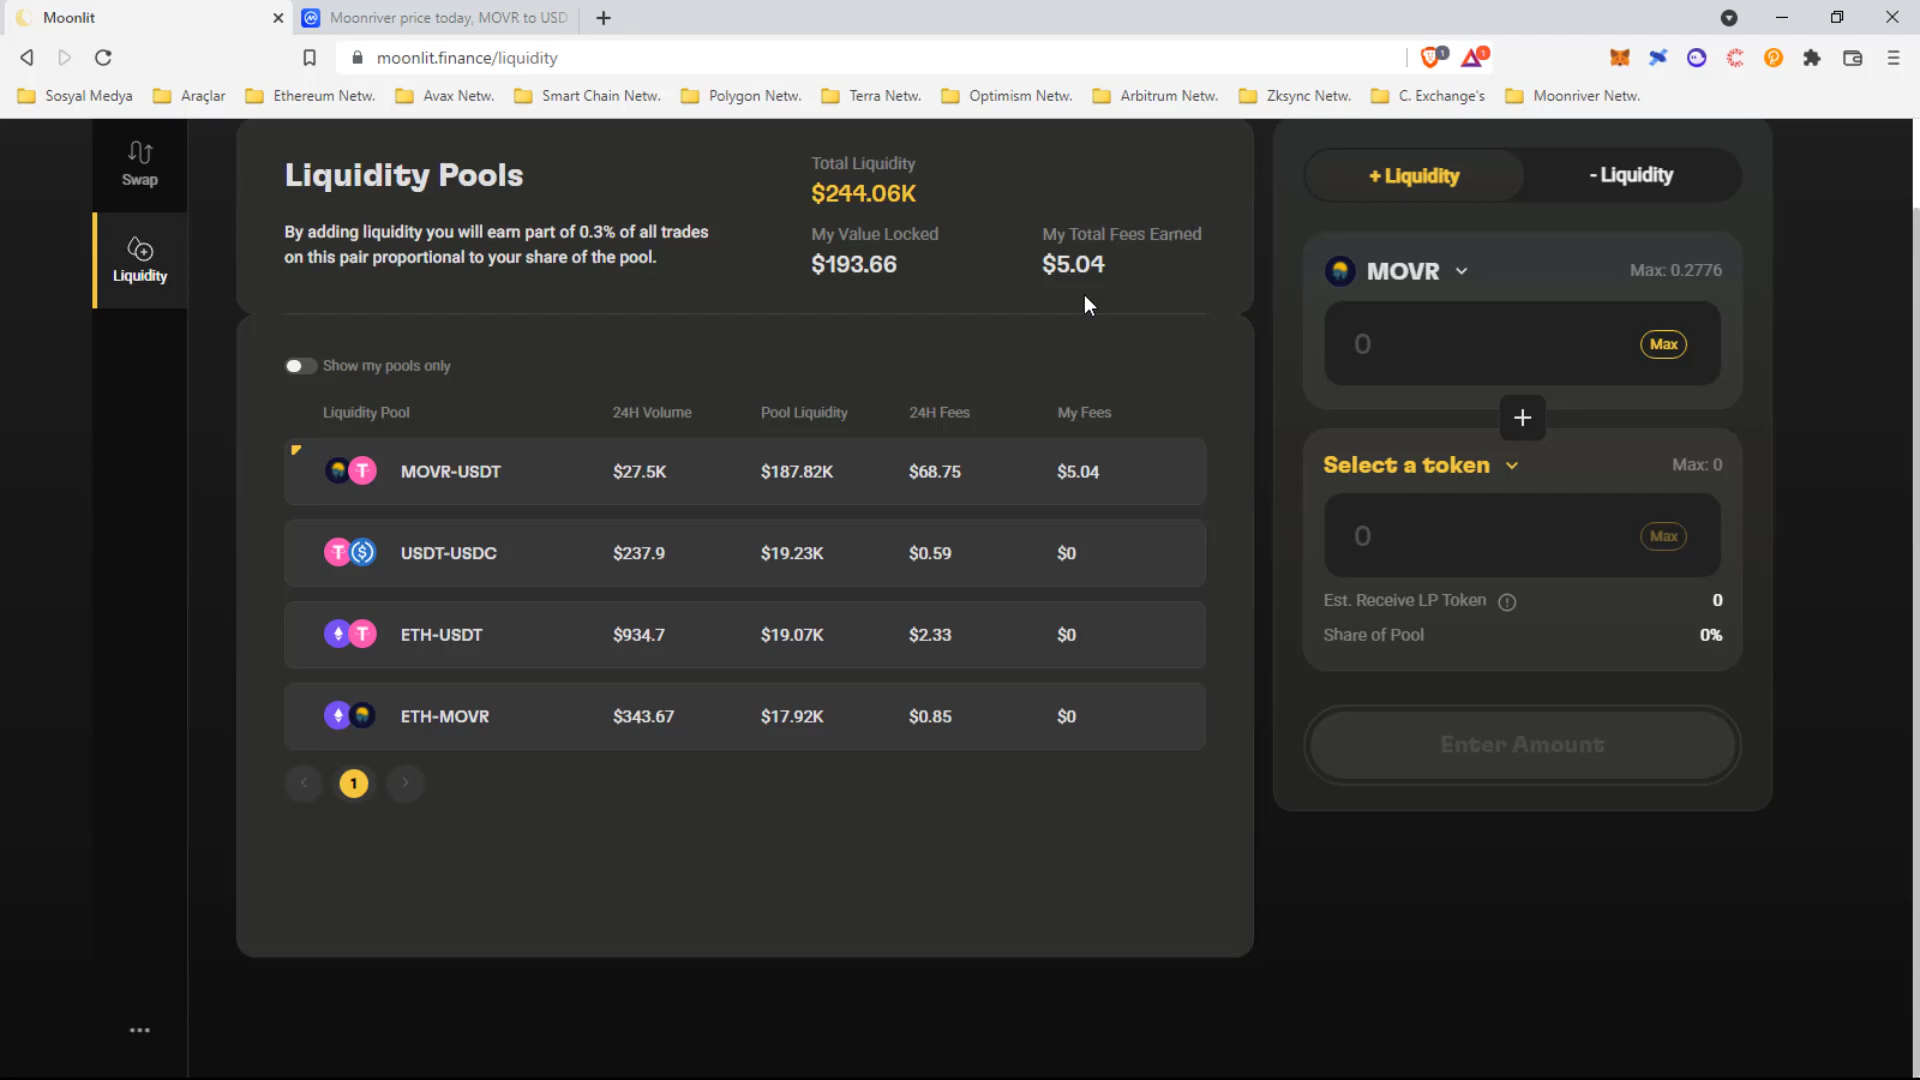 Moonlit
Moonriver price today, MOVR to USD
moonlit.finance/liquidity
1
1
Sosyal Medya
Araçlar
Ethereum Netw.
Avax Netw.
Smart Chain Netw.
Polygon Netw.
Terra Netw.
Optimism Netw.
Arbitrum Netw.
Zksync Netw.
C. Exchange's
Moonriver Netw.
Swap
Liquidity
Liquidity Pools
By adding liquidity you will earn part of 0.3% of all trades
on this pair proportional to your share of the pool.
Total Liquidity
$244.06K
My Value Locked
$193.66
My Total Fees Earned
$5.04
Show my pools only
Liquidity Pool 24H Volume Pool Liquidity 24H Fees My Fees
MOVR-USDT $27.5K $187.82K $68.75 $5.04
USDT-USDC $237.9 $19.23K $0.59 $0
ETH-USDT $934.7 $19.07K $2.33 $0
ETH-MOVR $343.67 $17.92K $0.85 $0
1
+ Liquidity
- Liquidity
MOVR Max: 0.2776
0 Max
+
Select a token Max: 0
0 Max
Est. Receive LP Token 0
Share of Pool 0%
Enter Amount